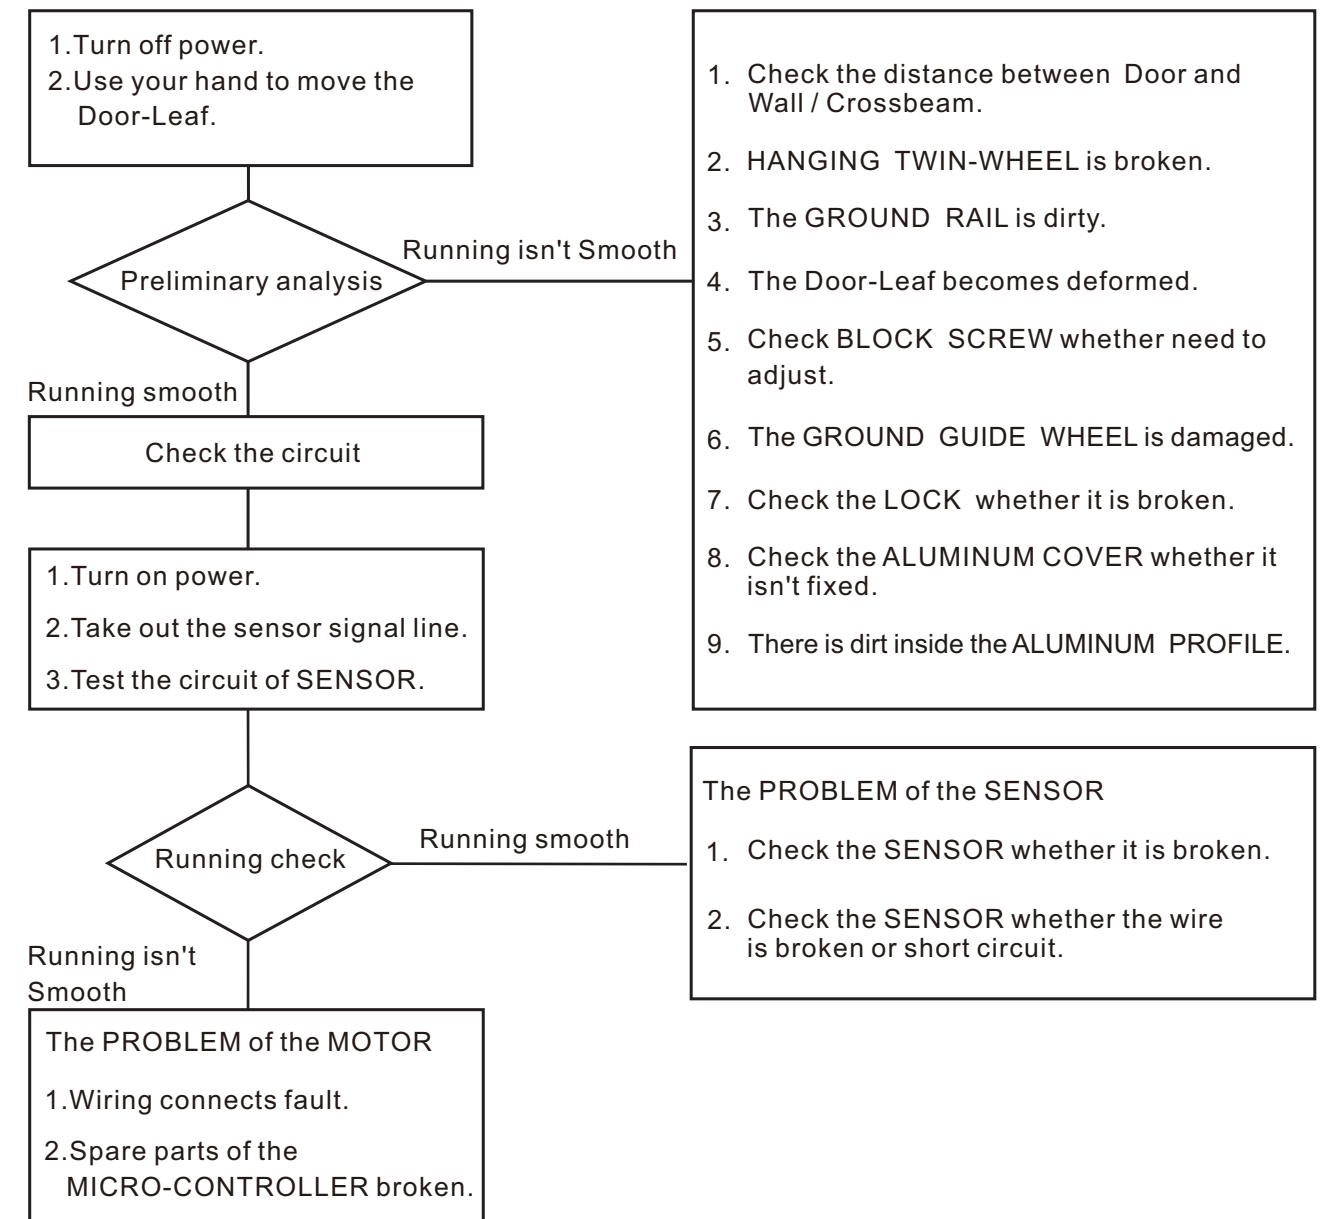 1.Turn off power.
2.Use your hand to move the
Door-Leaf.
Preliminary analysis
Running isn't Smooth
1. Check the distance between Door and
Wall / Crossbeam.
2. HANGING TWIN-WHEEL is broken.
3. The GROUND RAIL is dirty.
4. The Door-Leaf becomes deformed.
5. Check BLOCK SCREW whether need to
adjust.
6. The GROUND GUIDE WHEEL is damaged.
7. Check the LOCK whether it is broken.
8. Check the ALUMINUM COVER whether it
isn't fixed.
9. There is dirt inside the ALUMINUM PROFILE.
Running smooth
Check the circuit
1.Turn on power.
2.Take out the sensor signal line.
3.Test the circuit of SENSOR.
Running check
Running smooth
The PROBLEM of the SENSOR
1. Check the SENSOR whether it is broken.
2. Check the SENSOR whether the wire
is broken or short circuit.
Running isn't
Smooth
The PROBLEM of the MOTOR
1.Wiring connects fault.
2.Spare parts of the
MICRO-CONTROLLER broken.